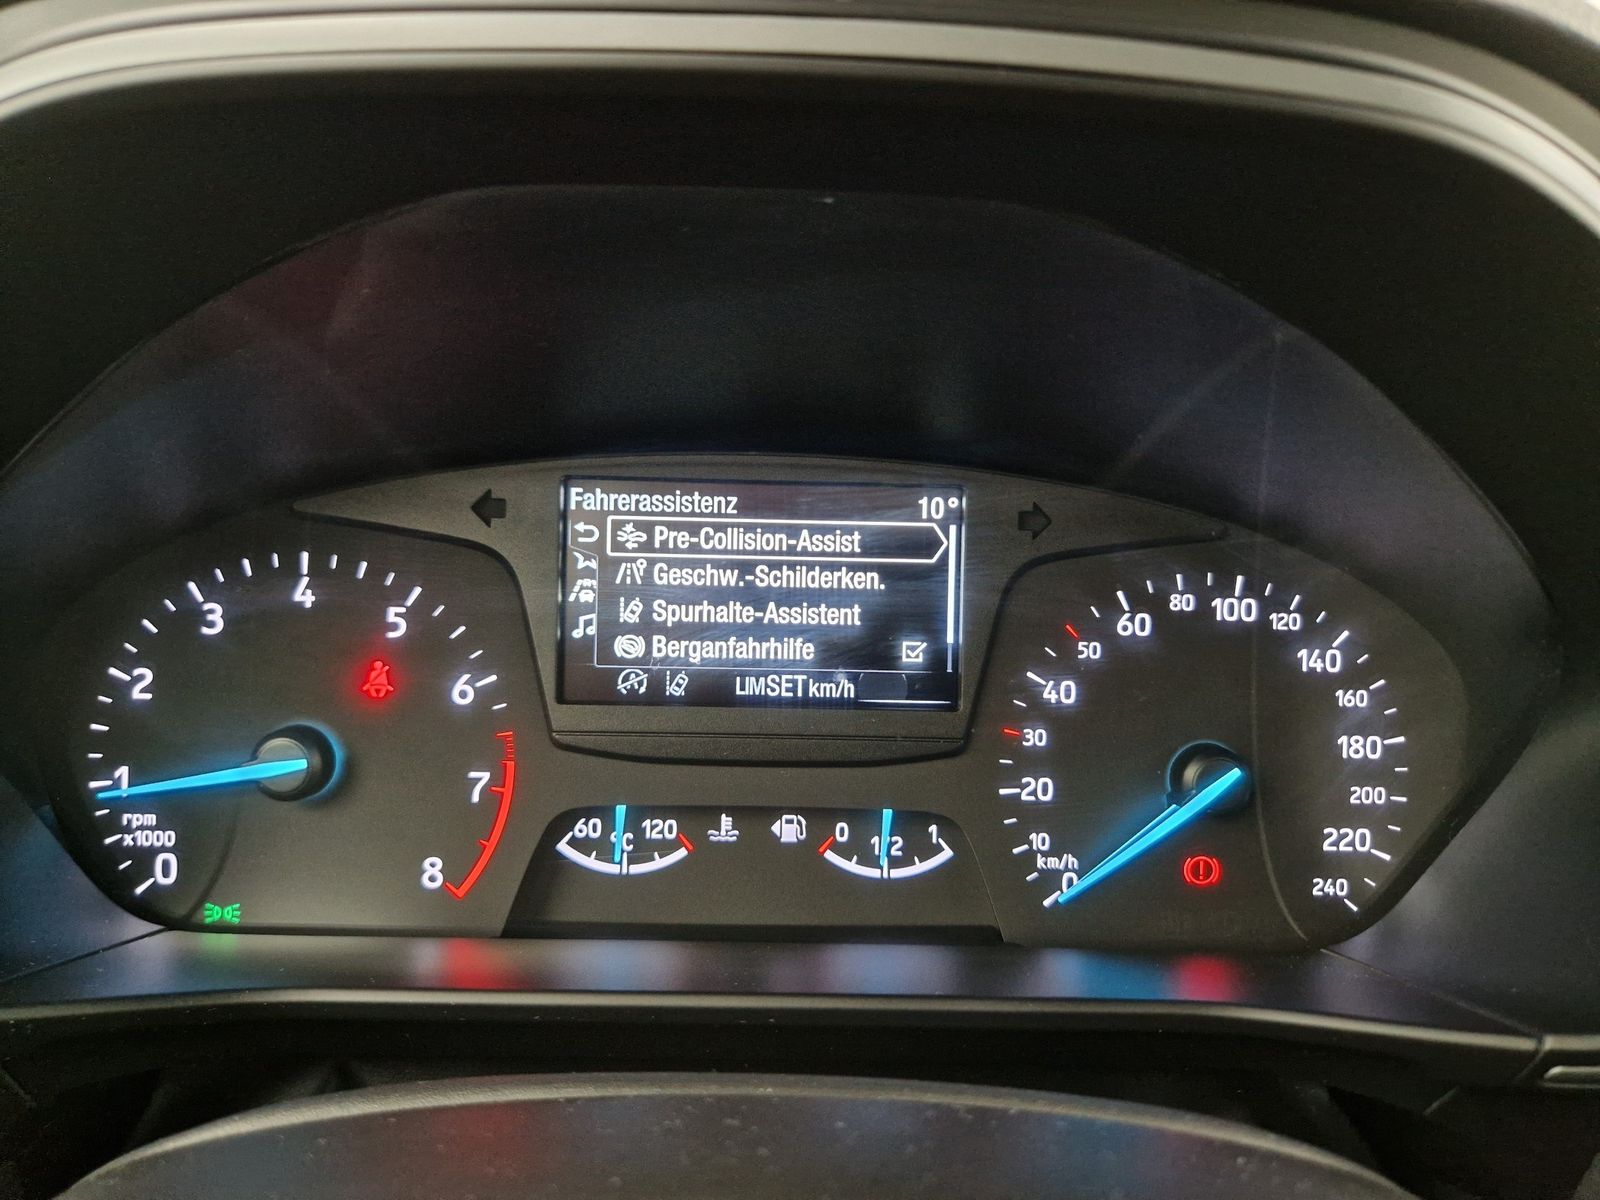 Fahrerassistenz 10°
Pre-Collision-Assist
Geschw.-Schilderken.
Spurhalte-Assistent
Berganfahrhilfe
LIMSET km/h
0
1
2
3
4
5
6
7
8
rpm
x1000
60 °C 120
0 1/2 1
0
10
20
30
40
50
60
80
100
120
140
160
180
200
220
240
km/h